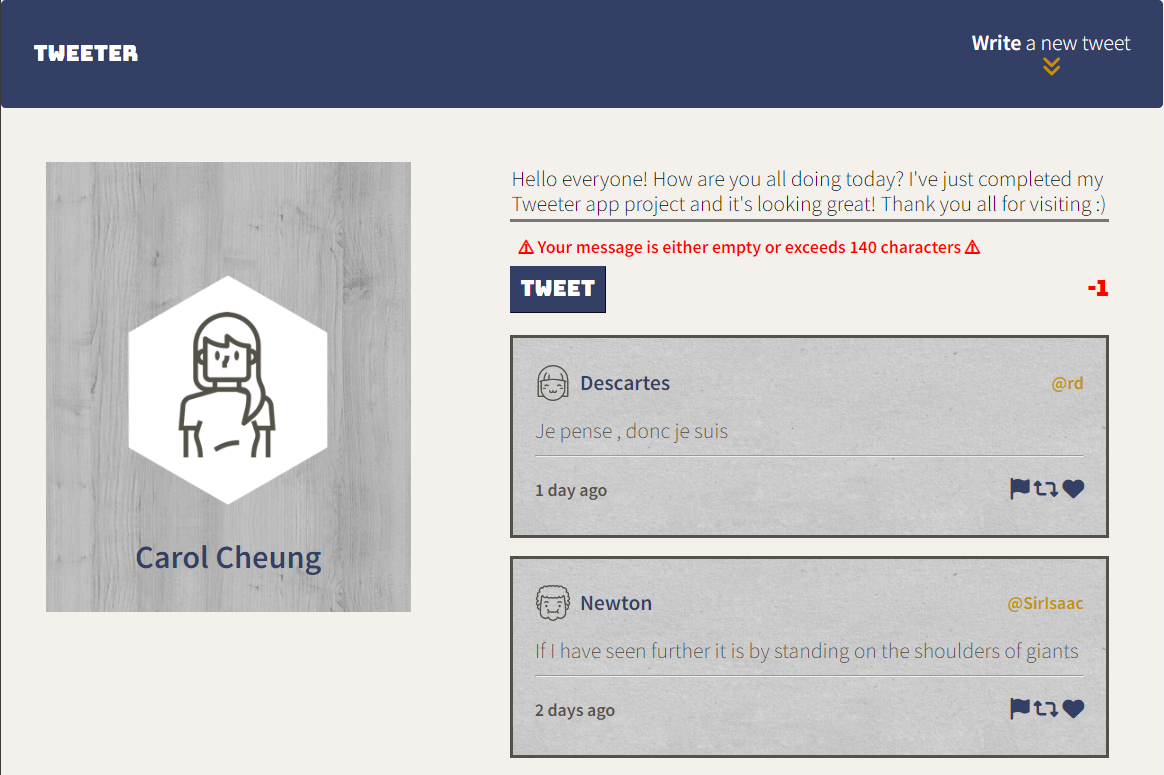 TWEETER
Write a new tweet
Hello everyone! How are you all doing today? I've just completed my
Tweeter app project and it's looking great! Thank you all for visiting :)
⚠ Your message is either empty or exceeds 140 characters ⚠
TWEET
-1
Carol Cheung
Descartes
@rd
Je pense , donc je suis
1 day ago
Newton
@SirIsaac
If I have seen further it is by standing on the shoulders of giants
2 days ago